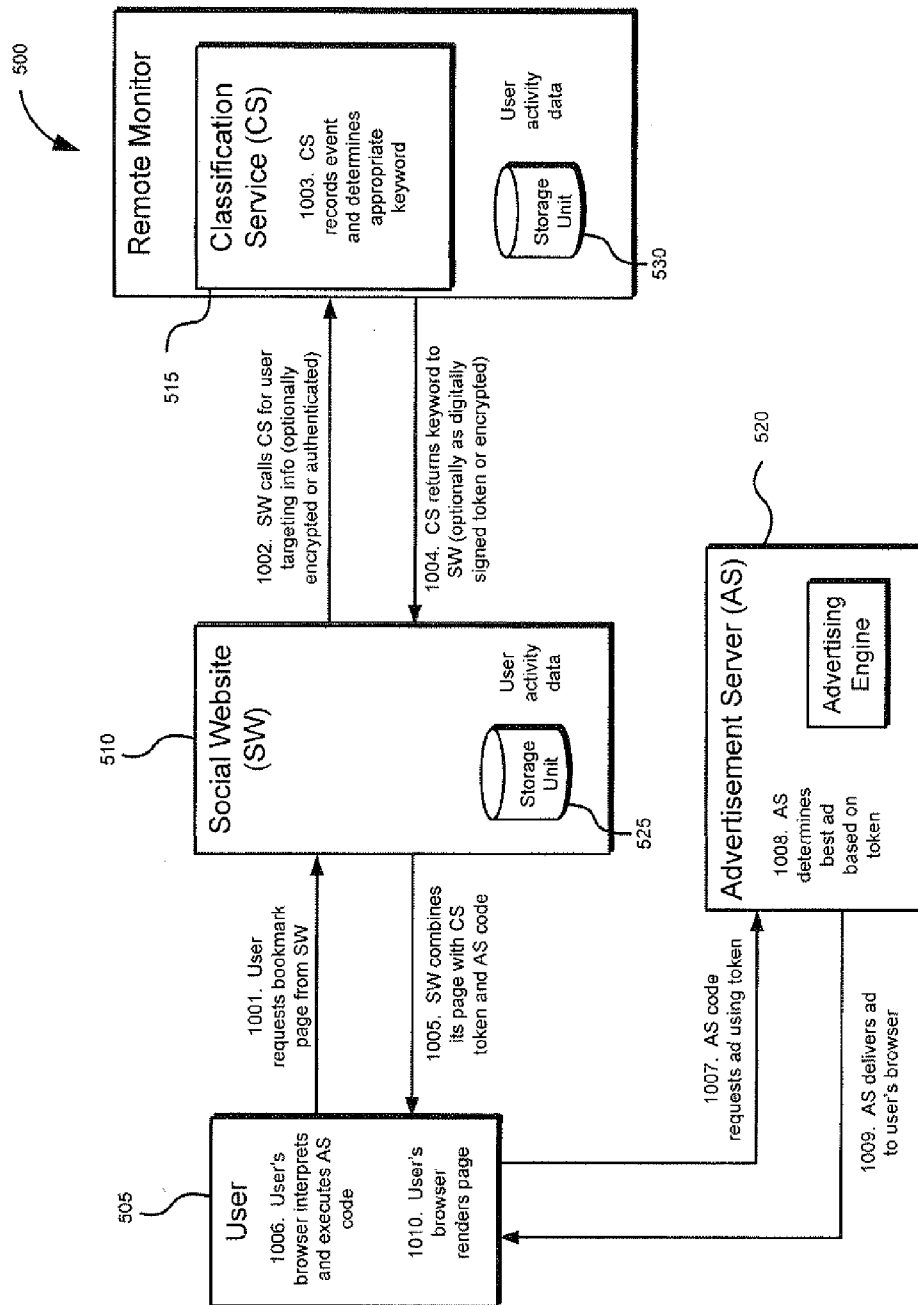 500
Remote Monitor
Classification
Service (CS)
1003. CS
records event
and determines
appropriate
keyword
Storage
Unit
User
activity
data
530
515
1002. SW calls CS for user
targeting info (optionally
encrypted or authenticated)
1004. CS returns keyword to
SW (optionally as digitally
signed token or encrypted)
510
Social Website
(SW)
Storage
Unit
User
activity
data
525
1001. User
requests bookmark
page from SW
1005. SW combines
its page with CS
token and AS code
505
User
1006. User's
browser interprets
and executes AS
code
1010. User's
browser
renders page
1007. AS code
requests ad using token
1009. AS delivers ad
to user's browser
520
Advertisement Server (AS)
1008. AS
determines
best ad
based on
token
Advertising
Engine